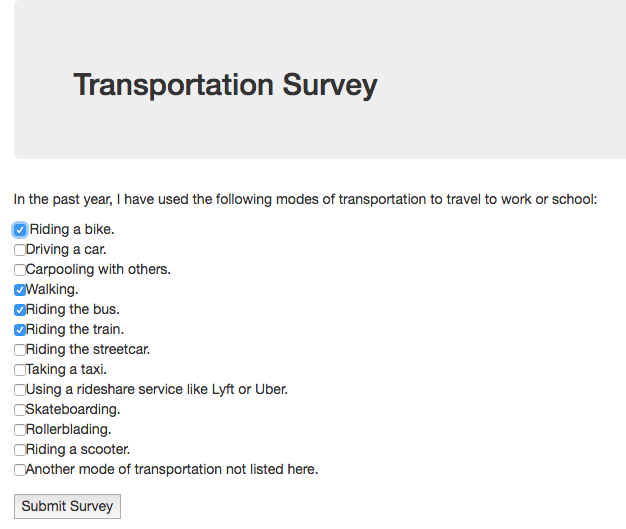 Transportation Survey
In the past year, I have used the following modes of transportation to travel to work or school:
Riding a bike.
Driving a car.
Carpooling with others.
Walking.
Riding the bus.
Riding the train.
Riding the streetcar.
Taking a taxi.
Using a rideshare service like Lyft or Uber.
Skateboarding.
Rollerblading.
Riding a scooter.
Another mode of transportation not listed here.
Submit Survey